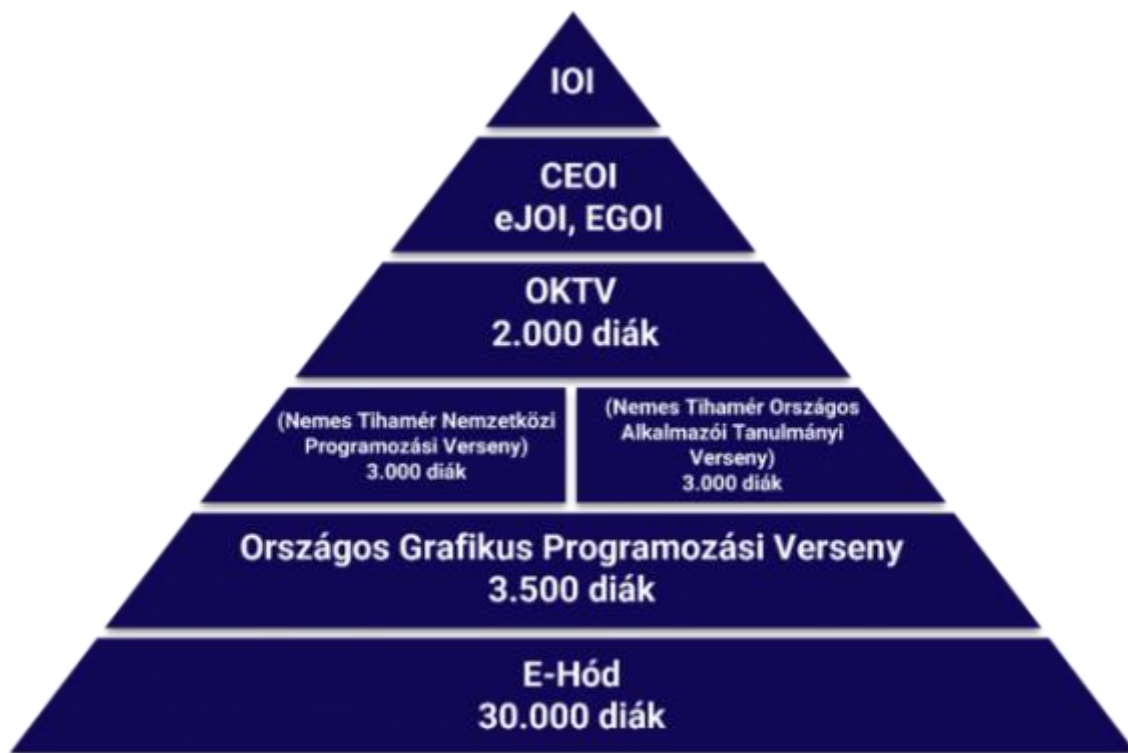 IOI
CEOI
eJOI, EGOI
OKTV
2.000 diák
(Nemes Tihamér Nemzetközi
Programozási Verseny)
3.000 diák
(Nemes Tihamér Országos
Alkalmazói Tanulmányi
Verseny)
3.000 diák
Országos Grafikus Programozási Verseny
3.500 diák
E-Hód
30.000 diák